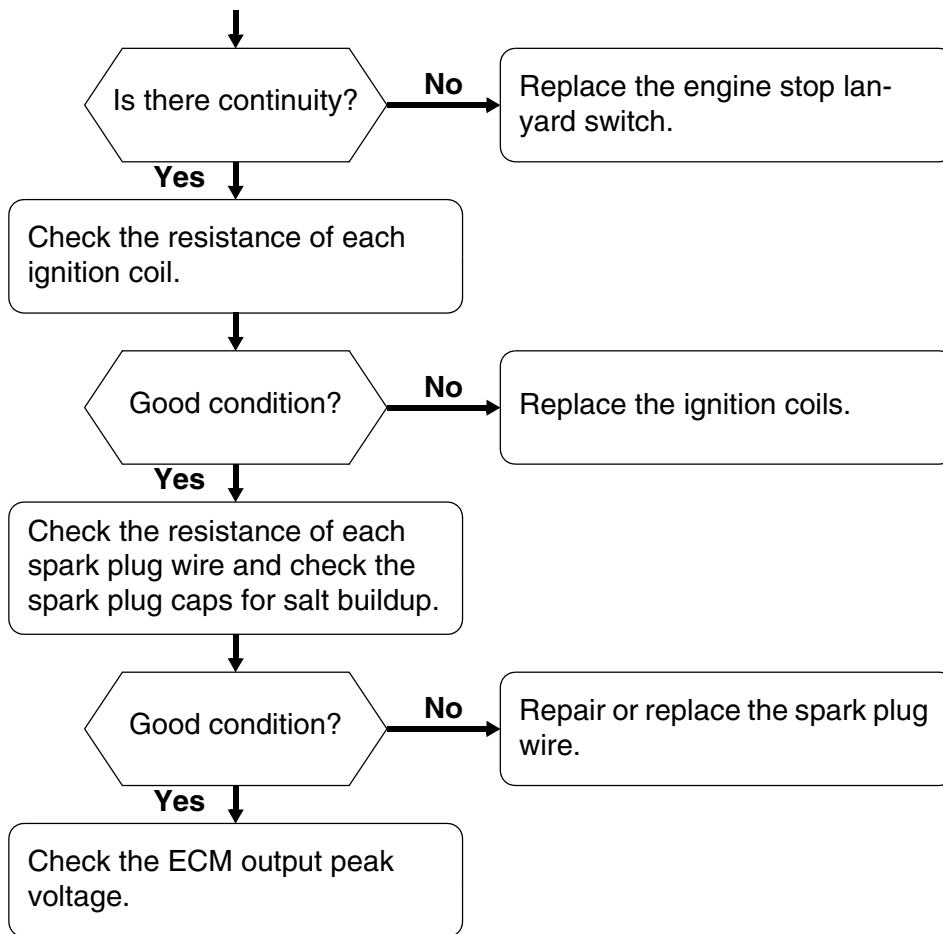 Is there continuity?
No
Replace the engine stop lan-
yard switch.
Yes
Check the resistance of each
ignition coil.
Good condition?
No
Replace the ignition coils.
Yes
Check the resistance of each
spark plug wire and check the
spark plug caps for salt buildup.
Good condition?
No
Repair or replace the spark plug
wire.
Yes
Check the ECM output peak
voltage.